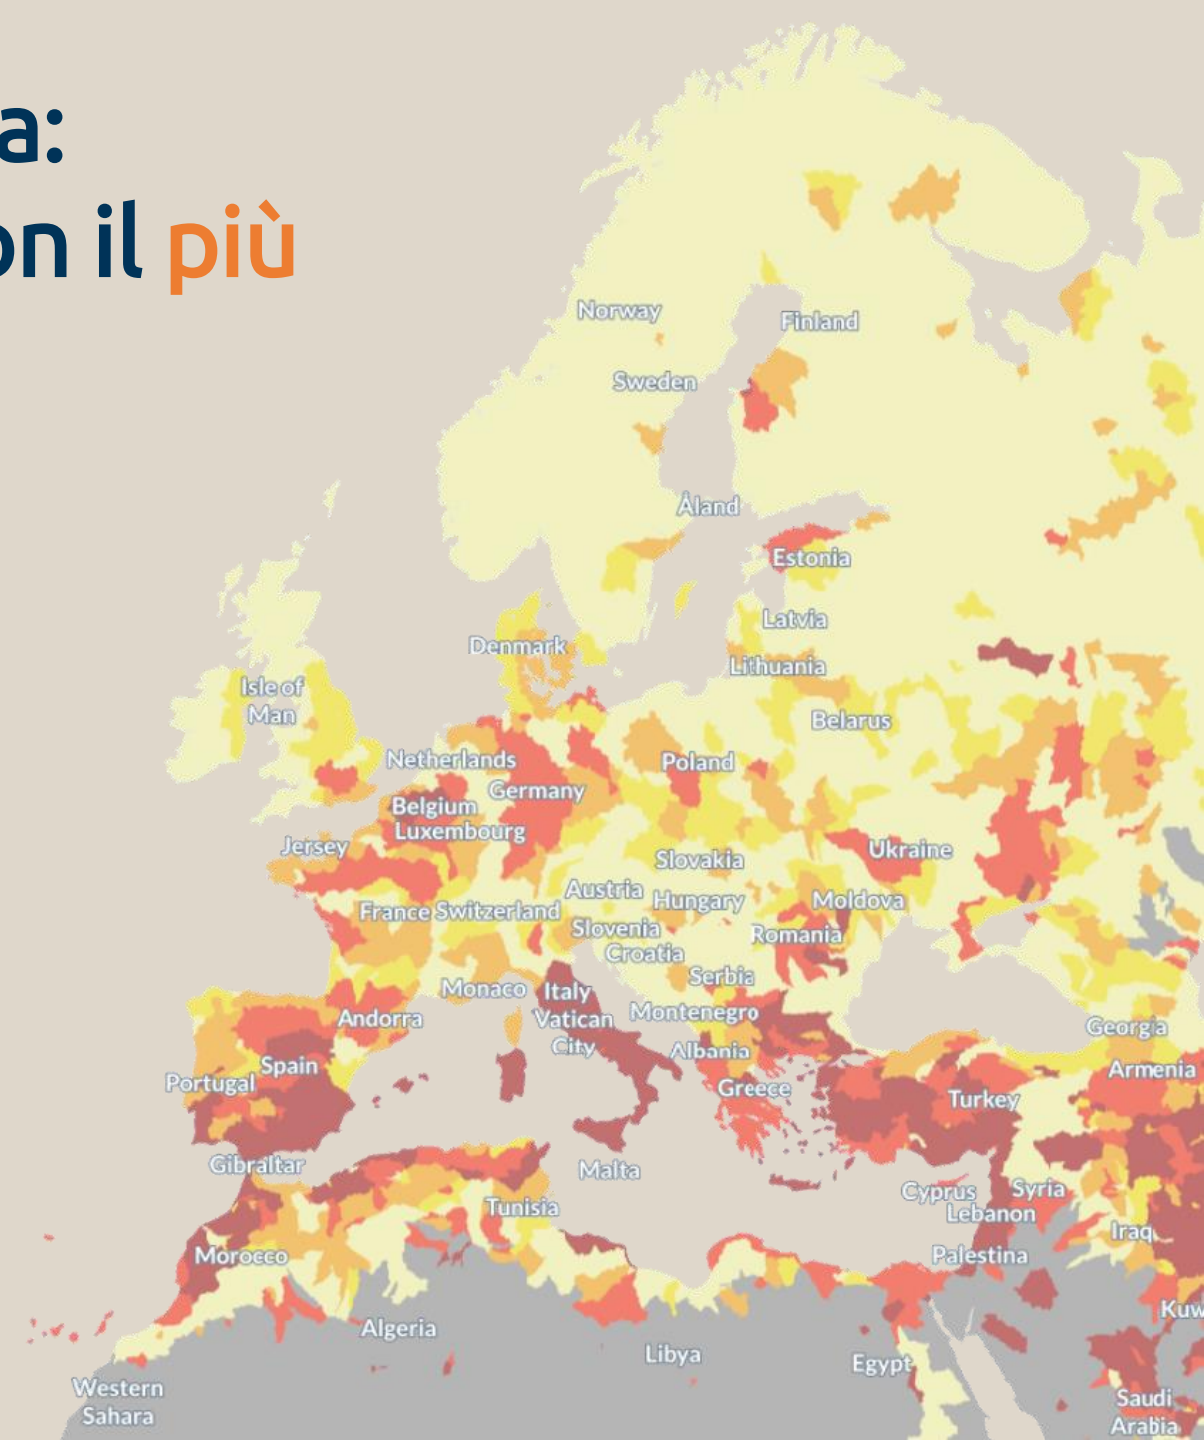 a:
on il più
Norway
Finland
Sweden
Åland
Estonia
Latvia
Denmark
Lithuania
Isle of
Man
Belarus
Netherlands
Poland
Germany
Belgium
Luxembourg
Jersey
Ukraine
Slovakia
Austria
Hungary
Moldova
France
Switzerland
Slovenia
Romania
Croatia
Serbia
Monaco
Italy
Vatican
City
Montenegro
Andorra
Georgia
Albania
Spain
Armenia
Portugal
Greece
Turkey
Gibraltar
Malta
Cyprus
Syria
Tunisia
Lebanon
Iraq
Morocco
Palestina
Kuw
Algeria
Libya
Egypt
Western
Sahara
Saudi
Arabia